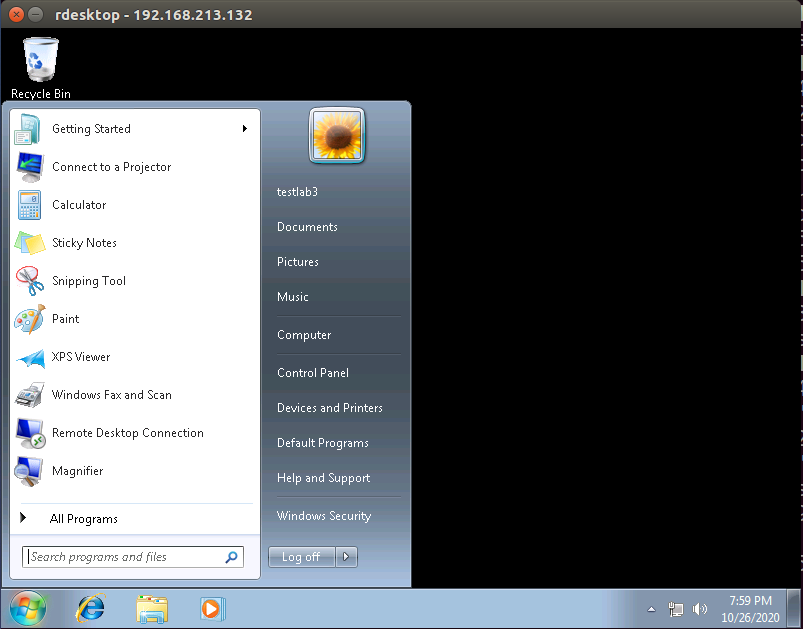 rdesktop - 192.168.213.132
Recycle Bin
Getting Started
Connect to a Projector
Calculator
Sticky Notes
Snipping Tool
Paint
XPS Viewer
Windows Fax and Scan
Remote Desktop Connection
Magnifier
All Programs
Search programs and files
testlab3
Documents
Pictures
Music
Computer
Control Panel
Devices and Printers
Default Programs
Help and Support
Windows Security
Log off
7:59 PM
10/26/2020